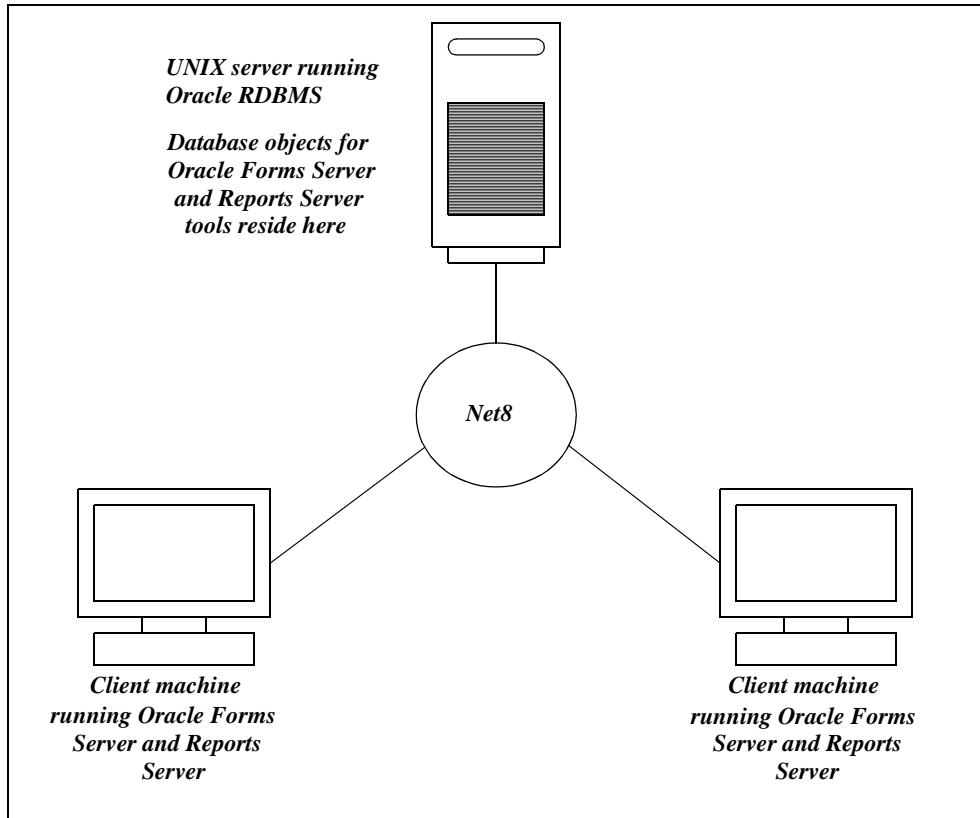 UNIX server running
Oracle RDBMS
Database objects for
Oracle Forms Server
and Reports Server
tools reside here
Net8
Client machine
running Oracle Forms
Server and Reports
Server
Client machine
running Oracle Forms
Server and Reports
Server